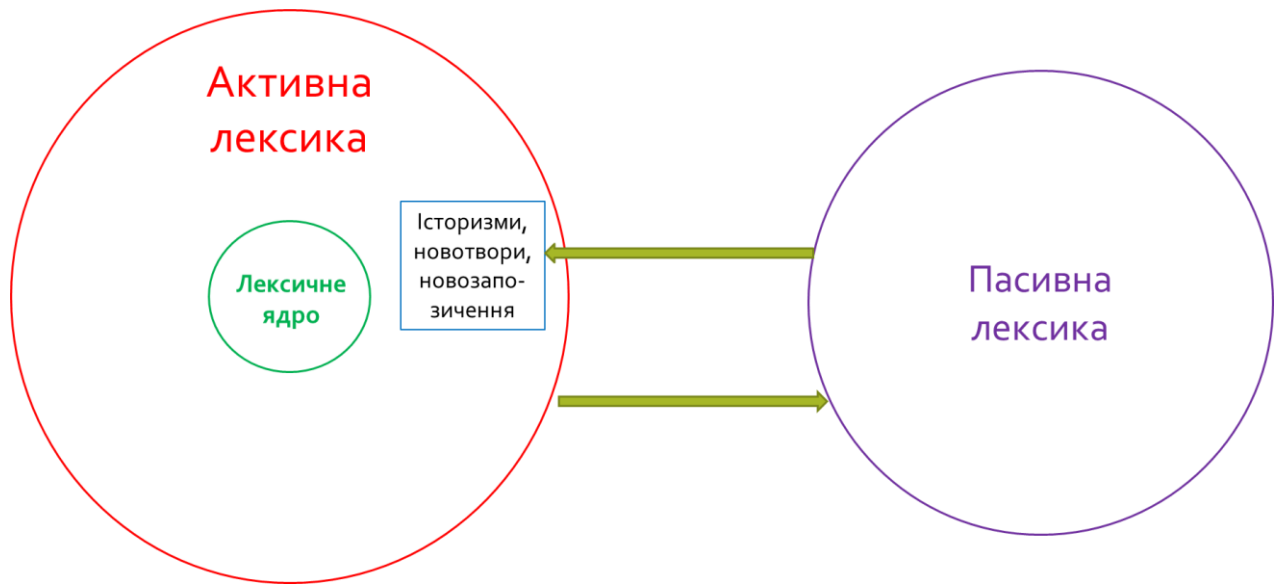 Активна
лексика
Лексичне
ядро
Історизми,
новотвори,
новозапо-
зичення
Пасивна
лексика